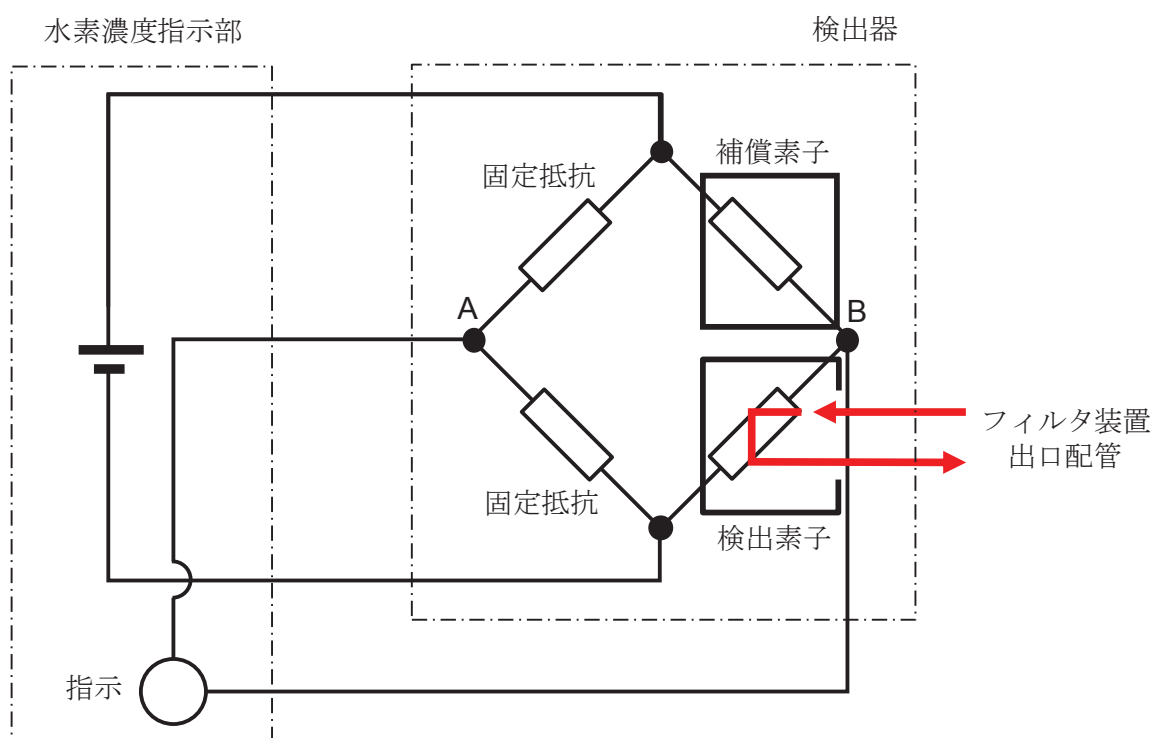 水素濃度指示部
検出器
補償素子
固定抵抗
A
B
フィルタ装置
出口配管
固定抵抗
検出素子
指示